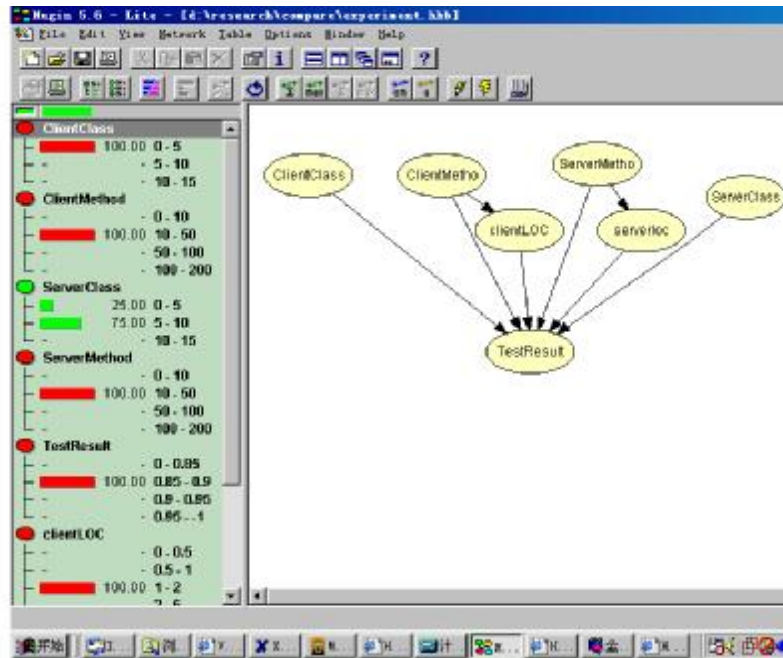 Hugin 5.6 - Lite - [d:\research\compare\experiment.hkb]
File Edit View Network Table Options Window Help
ClientClass
100.00 0 - 5
- 5 - 10
- 10 - 15
ClientMethod
- 0 - 10
100.00 10 - 50
- 50 - 100
- 100 - 200
ServerClass
25.00 0 - 5
75.00 5 - 10
- 10 - 15
ServerMethod
- 0 - 10
100.00 10 - 50
- 50 - 100
- 100 - 200
TestResult
- 0 - 0.85
100.00 0.85 - 0.9
- 0.9 - 0.95
- 0.95 - 1
clientLOC
- 0 - 0.5
- 0.5 - 1
100.00 1 - 2
ClientClass
ClientMetho
ServerMetho
ServerClass
clientLOC
serverloc
TestResult
开始